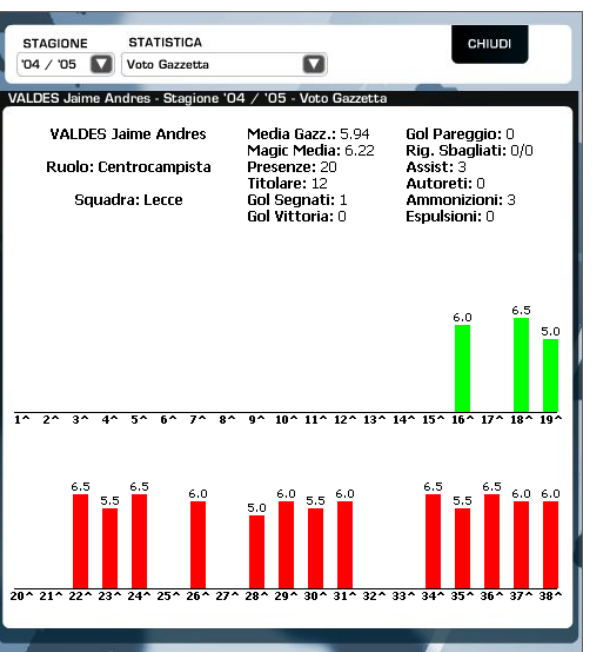 STAGIONE STATISTICA CHIUDI
'04 / '05 Voto Gazzetta
VALDES Jaime Andres - Stagione '04 / '05 - Voto Gazzetta
VALDES Jaime Andres Media Gazz.: 5.94 Gol Pareggio: 0
Magic Media: 6.22 Rig. Sbagliati: 0/0
Ruolo: Centrocampista Presenze: 20 Assist: 3
Titolare: 12 Autoreti: 0
Squadra: Lecce Gol Segnati: 1 Ammonizioni: 3
Gol Vittoria: 0 Espulsioni: 0
6.0 6.5 5.0
1^ 2^ 3^ 4^ 5^ 6^ 7^ 8^ 9^ 10^ 11^ 12^ 13^ 14^ 15^ 16^ 17^ 18^ 19^
6.5 5.5 6.5 6.0 5.0 6.0 5.5 6.0 6.5 5.5 6.5 6.0 6.0
20^ 21^ 22^ 23^ 24^ 25^ 26^ 27^ 28^ 29^ 30^ 31^ 32^ 33^ 34^ 35^ 36^ 37^ 38^